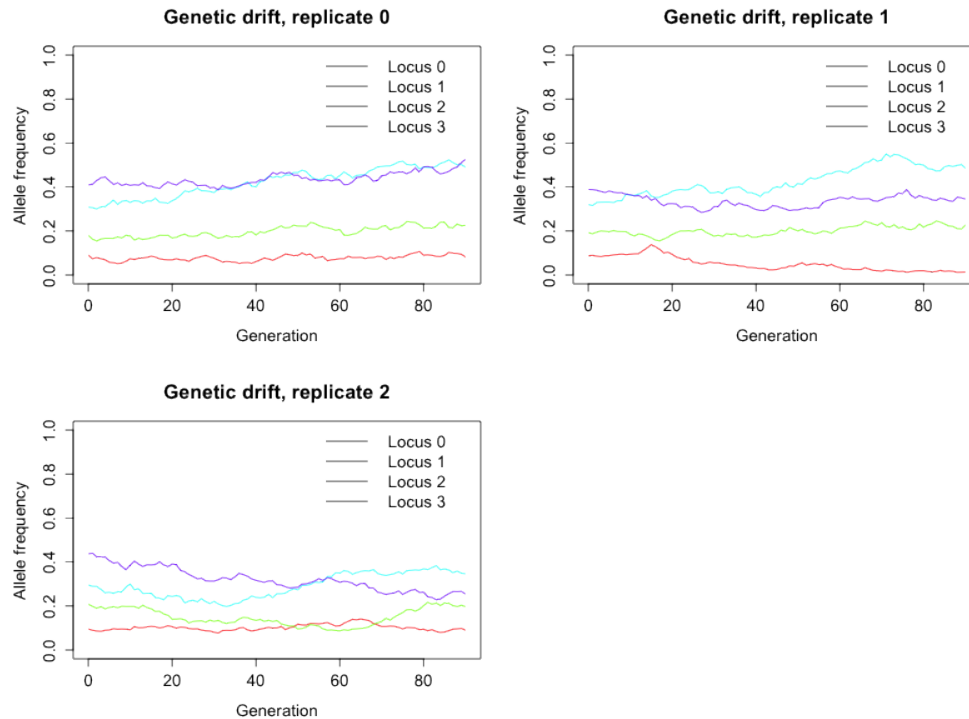 Genetic drift, replicate 0
Allele frequency
1.0
0.8
0.6
0.4
0.2
0.0
Locus 0
Locus 1
Locus 2
Locus 3
0 20 40 60 80
Generation
Genetic drift, replicate 1
Allele frequency
1.0
0.8
0.6
0.4
0.2
0.0
Locus 0
Locus 1
Locus 2
Locus 3
0 20 40 60 80
Generation
Genetic drift, replicate 2
Allele frequency
1.0
0.8
0.6
0.4
0.2
0.0
Locus 0
Locus 1
Locus 2
Locus 3
0 20 40 60 80
Generation